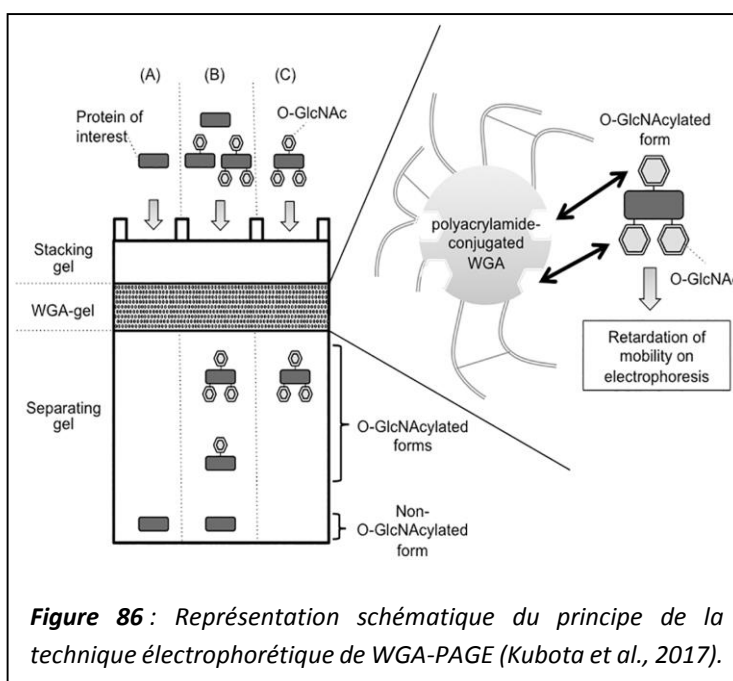 (A) (B) (C)
O-GlcNAc
Protein of
interest
Stacking
gel
WGA-gel
Separating
gel
O-GlcNAcylated
forms
Non-
O-GlcNAcylated
form
O-GlcNAcylated
form
polyacrylamide-
conjugated
WGA
O-GlcNAc
Retardation of
mobility on
electrophoresis
Figure 86 : Représentation schématique du principe de la
technique électrophorétique de WGA-PAGE (Kubota et al., 2017).